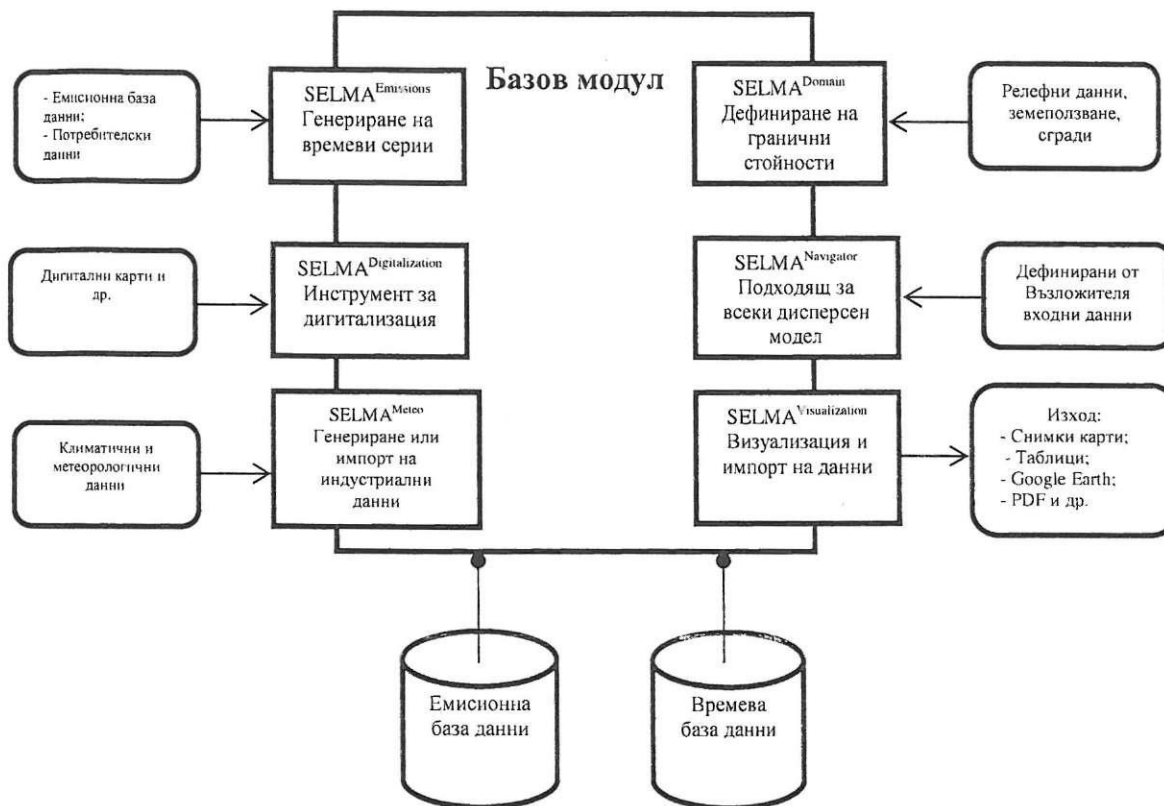 Базов модул
- Емисионна база
данни;
- Потребителски
данни
SELMA^Emissions
Генериране на
времеви серии
SELMA^Domain
Дефиниране на
гранични
стойности
Релефни данни,
земеползване,
сгради
Дигитални карти и
др.
SELMA^Digitalization
Инструмент за
дигитализация
SELMA^Navigator
Подходящ за
всеки дисперсен
модел
Дефинирани от
Възложителя
входни данни
Климатични и
метеорологични
данни
SELMA^Meteo
Генериране или
импорт на
индустриални
данни
SELMA^Visualization
Визуализация и
импорт на данни
Изход:
- Снимки карти;
- Таблици;
- Google Earth;
- PDF и др.
Емисионна
база данни
Времева
база данни